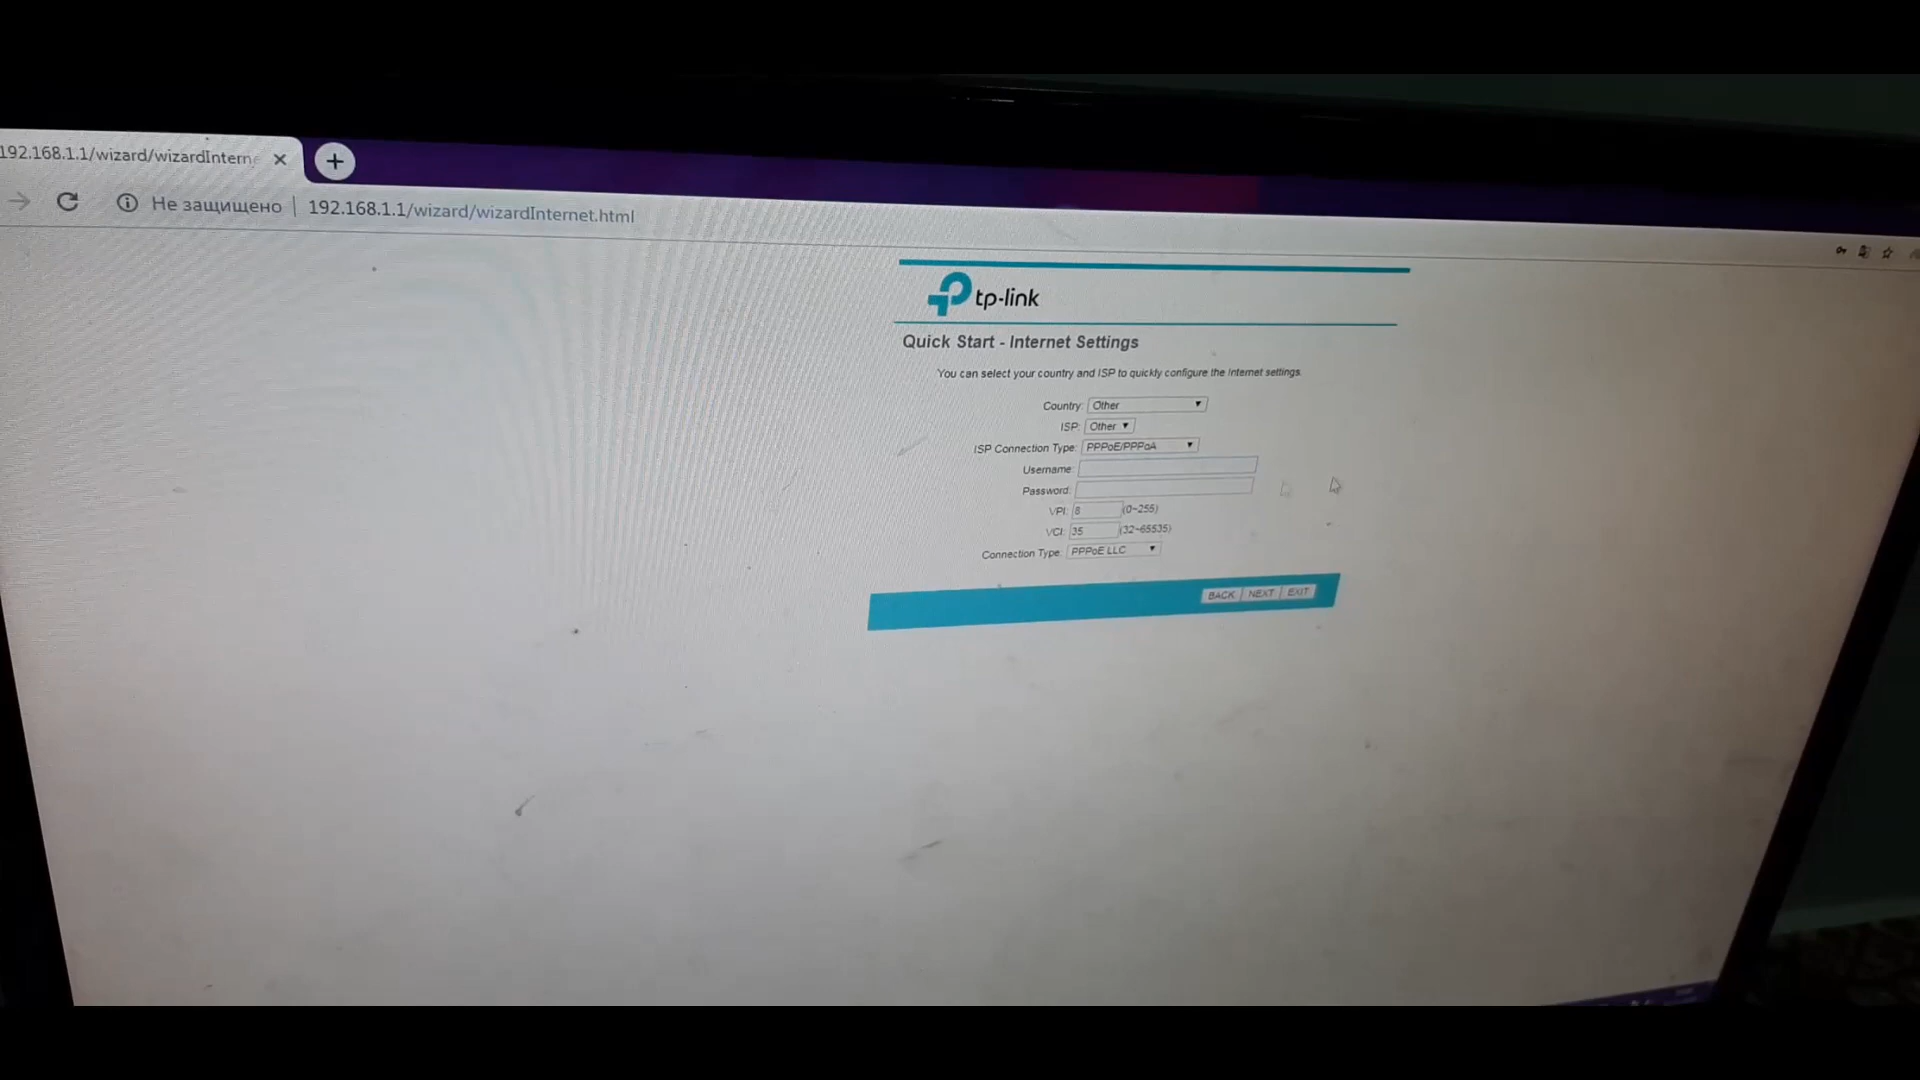 192.168.1.1/wizard/wizardIntern
Не защищено | 192.168.1.1/wizard/wizardInternet.html
tp-link
Quick Start - Internet Settings
You can select your country and ISP to quickly configure the Internet settings.
Country: Other
ISP: Other
ISP Connection Type: PPPoE/PPPoA
Username:
Password:
VPI: 8 (0~255)
VCI: 35 (32~65535)
Connection Type: PPPoE LLC
BACK NEXT EXIT